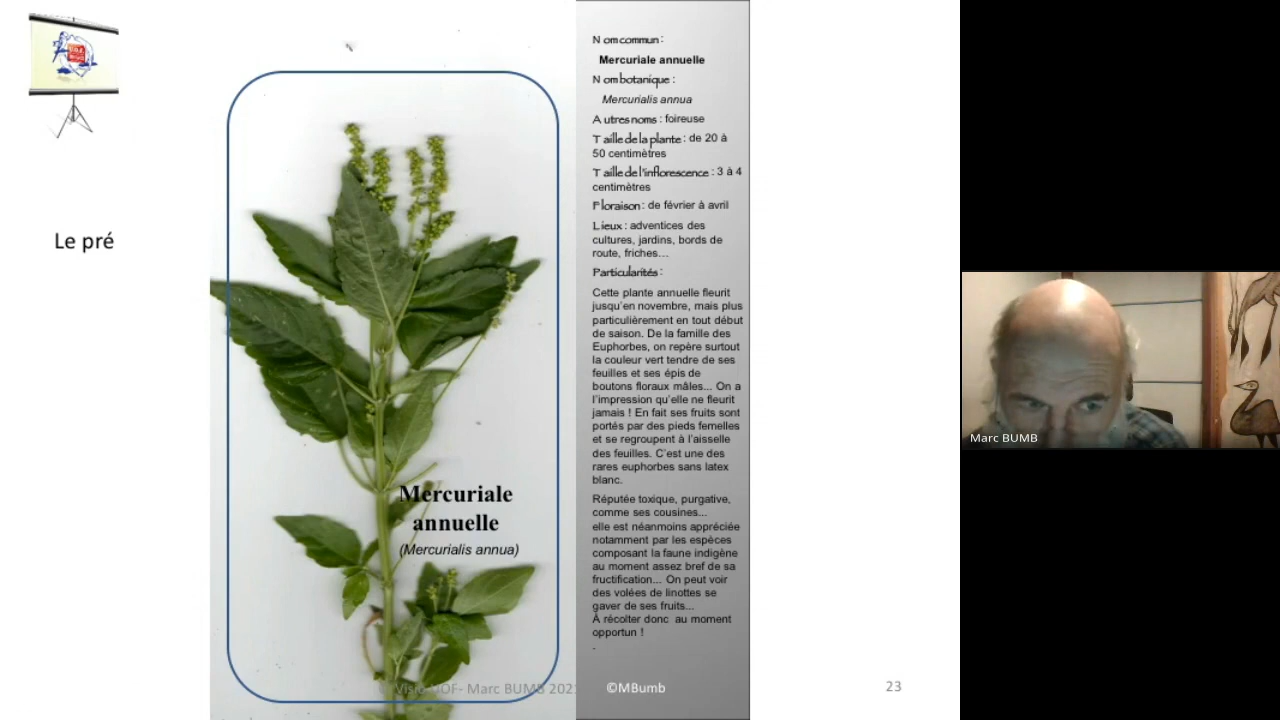 Le pré
Mercuriale
annuelle
(Mercurialis annua)
Nom commun :
Mercuriale annuelle
Nom botanique :
Mercurialis annua
Autres noms : foireuse
Taille de la plante : de 20 à
50 centimètres
Taille de l'inflorescence : 3 à 4
centimètres
Floraison : de février à avril
Lieux : adventices des
cultures, jardins, bords de
route, friches...
Particularités :
Cette plante annuelle fleurit
jusqu'en novembre, mais plus
particulièrement en tout début
de saison. De la famille des
Euphorbes, on repère surtout
la couleur vert tendre de ses
feuilles et ses épis de
boutons floraux mâles... On a
l'impression qu'elle ne fleurit
jamais ! En fait ses fruits sont
portés par des pieds femelles
et se regroupent à l'aisselle
des feuilles. C'est une des
rares euphorbes sans latex
blanc.
Réputée toxique, purgative,
comme ses cousines...
elle est néanmoins appréciée
notamment par les espèces
composant la faune indigène
au moment assez bref de sa
fructification... On peut voir
des volées de linottes se
gaver de ses fruits...
À récolter donc au moment
opportun !
.
Marc BUMB 202
©MBumb
23
Marc BUMB